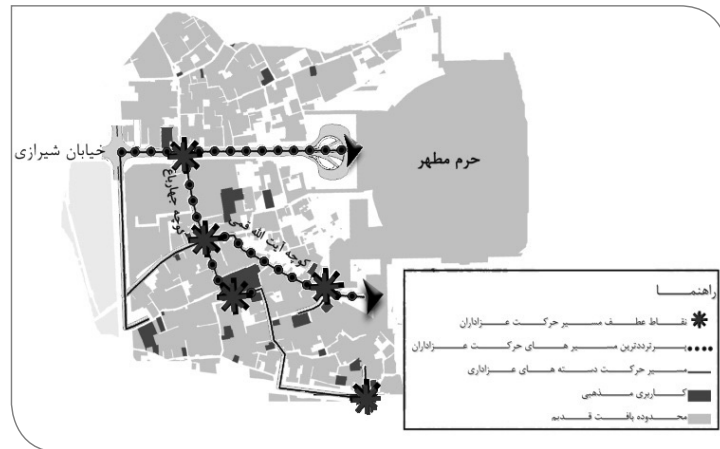 خیابان شیرازی
حرم مطهر
کوچه چهارباغ
کوچه آیت الله قمی
راهنما
نقاط عطف مسیر حرکت عزاداران
پرترددترین مسیر های حرکت عزاداران
مسیر حرکت دسته های عزاداری
کاربری مذهبی
محدوده بافت قدیم